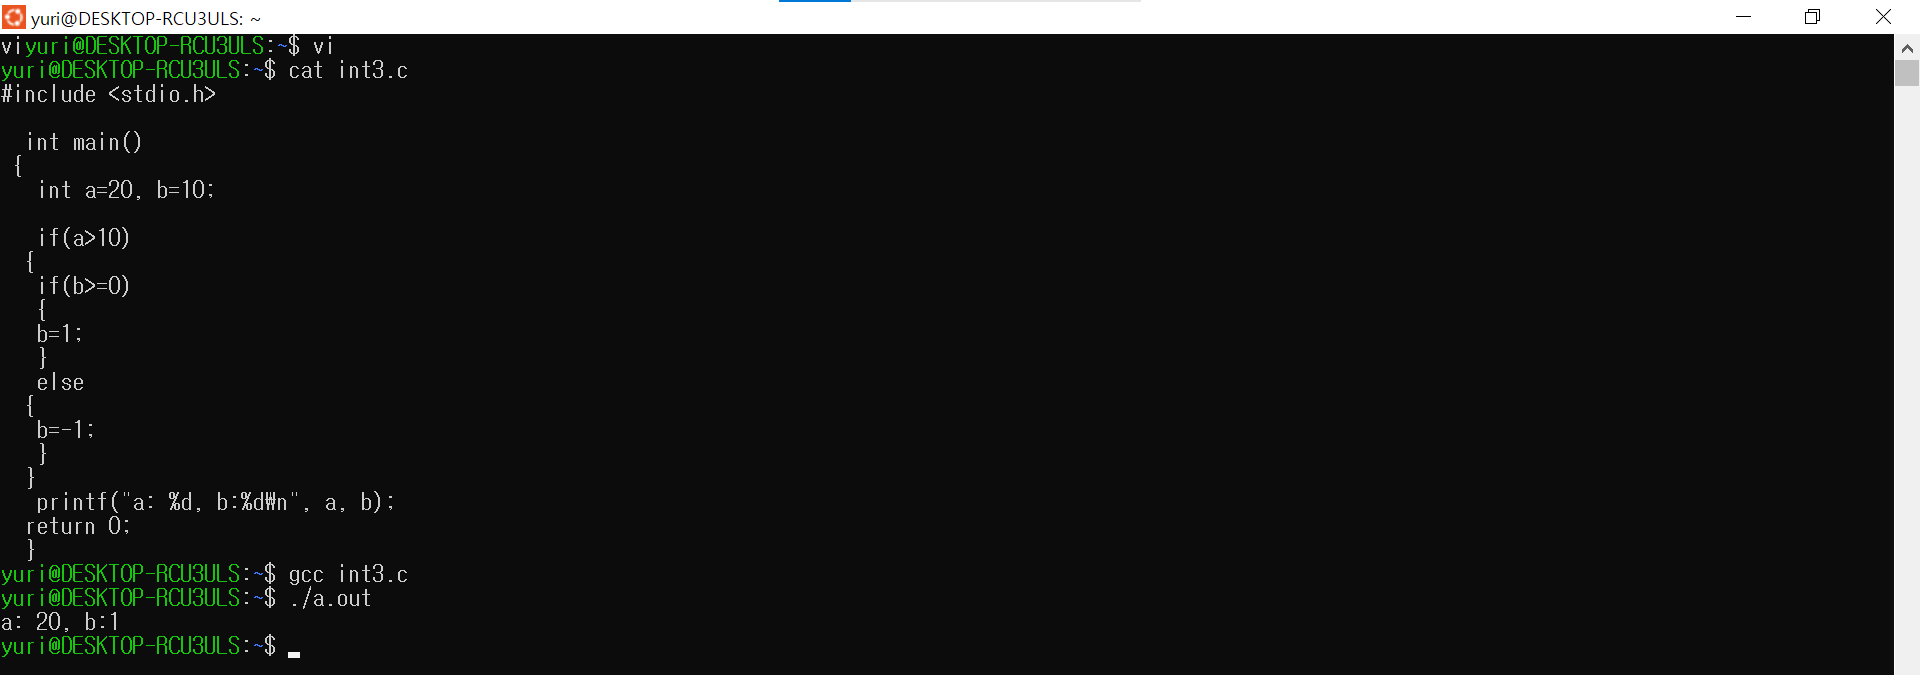 yuri@DESKTOP-RCU3ULS: ~
viyuri@DESKTOP-RCU3ULS:~$ vi
yuri@DESKTOP-RCU3ULS:~$ cat int3.c
#include <stdio.h>
int main()
{
int a=20, b=10;
if(a>10)
{
if(b>=0)
{
b=1;
}
else
{
b=-1;
}
}
printf("a: %d, b:%d₩n", a, b);
return 0;
}
yuri@DESKTOP-RCU3ULS:~$ gcc int3.c
yuri@DESKTOP-RCU3ULS:~$ ./a.out
a: 20, b:1
yuri@DESKTOP-RCU3ULS:~$